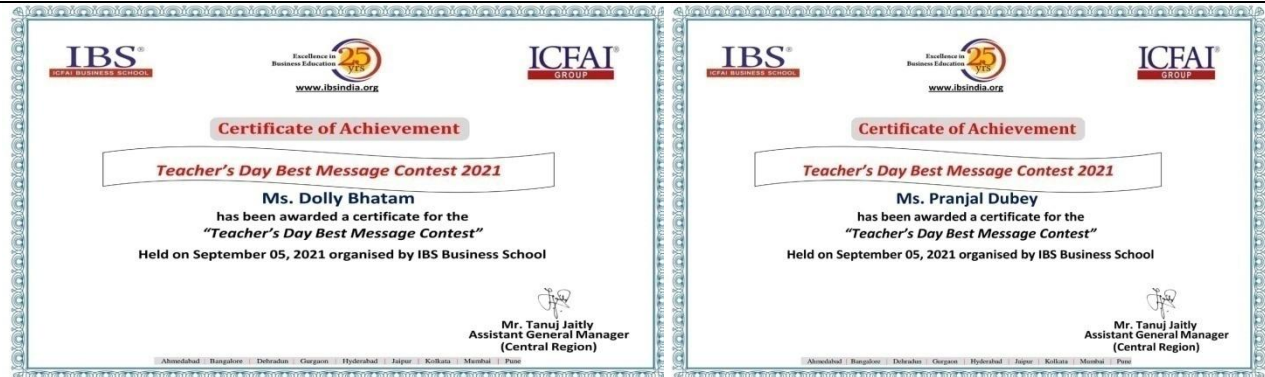 IBS®
ICFAI BUSINESS SCHOOL
Excellence in
Business Education
25
yrs
www.ibsindia.org
ICFAI®
GROUP
Certificate of Achievement
Teacher's Day Best Message Contest 2021
Ms. Dolly Bhatam
has been awarded a certificate for the
“Teacher's Day Best Message Contest”
Held on September 05, 2021 organised by IBS Business School
Mr. Tanuj Jaitly
Assistant General Manager
(Central Region)
Ahmedabad | Bangalore | Dehradun | Gurgaon | Hyderabad | Jaipur | Kolkata | Mumbai | Pune
IBS®
ICFAI BUSINESS SCHOOL
Excellence in
Business Education
25
yrs
www.ibsindia.org
ICFAI®
GROUP
Certificate of Achievement
Teacher's Day Best Message Contest 2021
Ms. Pranjal Dubey
has been awarded a certificate for the
“Teacher's Day Best Message Contest”
Held on September 05, 2021 organised by IBS Business School
Mr. Tanuj Jaitly
Assistant General Manager
(Central Region)
Ahmedabad | Bangalore | Dehradun | Gurgaon | Hyderabad | Jaipur | Kolkata | Mumbai | Pune